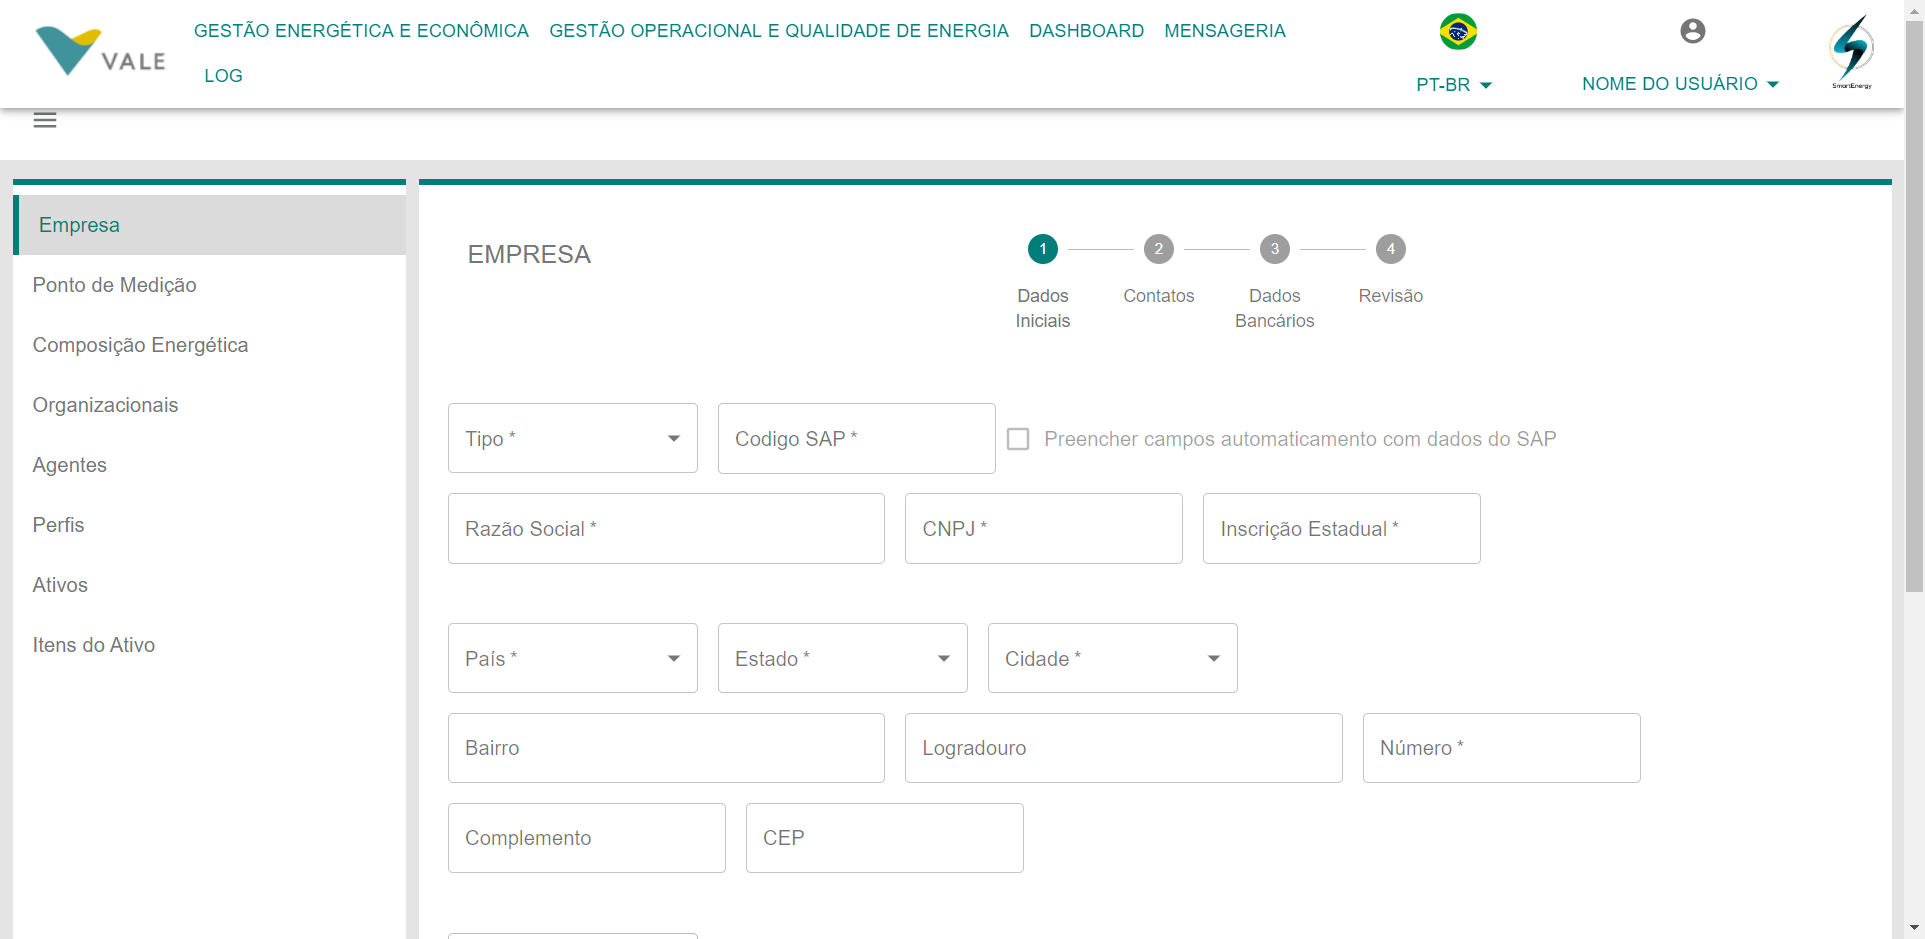 VALE
GESTÃO ENERGÉTICA E ECONÔMICA
GESTÃO OPERACIONAL E QUALIDADE DE ENERGIA
DASHBOARD
MENSAGERIA
LOG
PT-BR
NOME DO USUÁRIO
SmartEnergy
Empresa
Ponto de Medição
Composição Energética
Organizacionais
Agentes
Perfis
Ativos
Itens do Ativo
EMPRESA
1
2
3
4
Dados
Iniciais
Contatos
Dados
Bancários
Revisão
Tipo *
Codigo SAP *
Preencher campos automaticamento com dados do SAP
Razão Social *
CNPJ *
Inscrição Estadual *
País *
Estado *
Cidade *
Bairro
Logradouro
Número *
Complemento
CEP